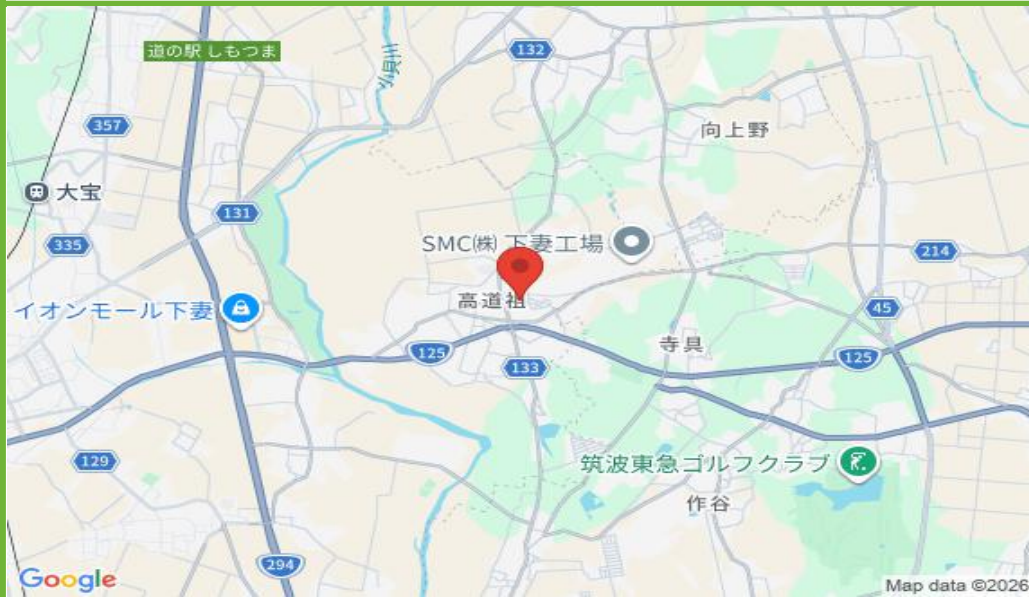 道の駅 しもつま
小貝川
132
357
向上野
大宝
131
335
SMC㈱ 下妻工場
214
高道祖
イオンモール下妻
45
125
寺具
125
133
129
筑波東急ゴルフクラブ
作谷
294
Google
Map data ©2026